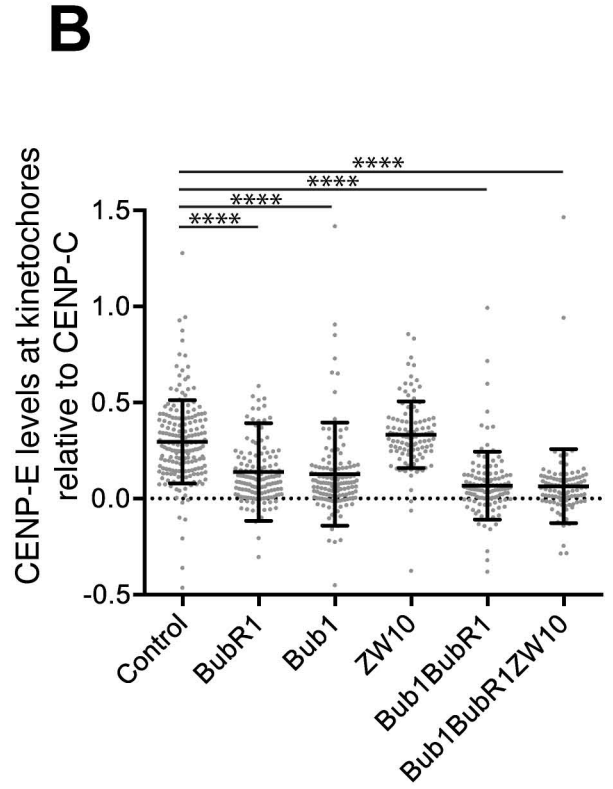 B
CENP-E levels at kinetochores
relative to CENP-C
****
****
****
****
1.5
1.0
0.5
0.0
-0.5
Control
BubR1
Bub1
ZW10
Bub1BubR1
Bub1BubR1ZW10